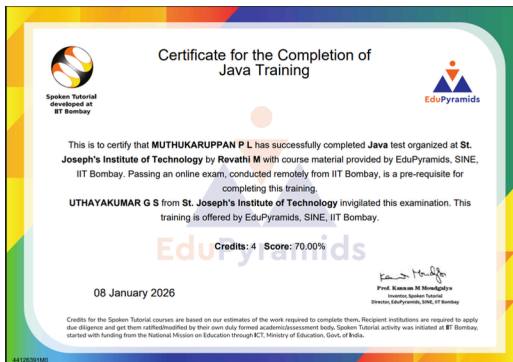 Certificate for the Completion of
Java Training
Spoken Tutorial
developed at
IIT Bombay
EduPyramids
This is to certify that MUTHUKARUPPAN P L has successfully completed Java test organized at St.
Joseph's Institute of Technology by Revathi M with course material provided by EduPyramids, SINE,
IIT Bombay. Passing an online exam, conducted remotely from IIT Bombay, is a pre-requisite for
completing this training.
UTHAYAKUMAR G S from St. Joseph's Institute of Technology invigilated this examination. This
training is offered by EduPyramids, SINE, IIT Bombay.
EduPyramids
Credits: 4 Score: 70.00%
08 January 2026
Prof. Kannan M Moudgalya
Inventor, Spoken Tutorial
Director, EduPyramids, SINE, IIT Bombay
Credits for the Spoken Tutorial courses are based on our estimates of the work required to complete them. Recipient institutions are required to apply
due diligence and get them ratified/modified by their own duly formed academic/assessment body. Spoken Tutorial activity was initiated at IIT Bombay,
started with funding from the National Mission on Education through ICT, Ministry of Education, Govt. of India.